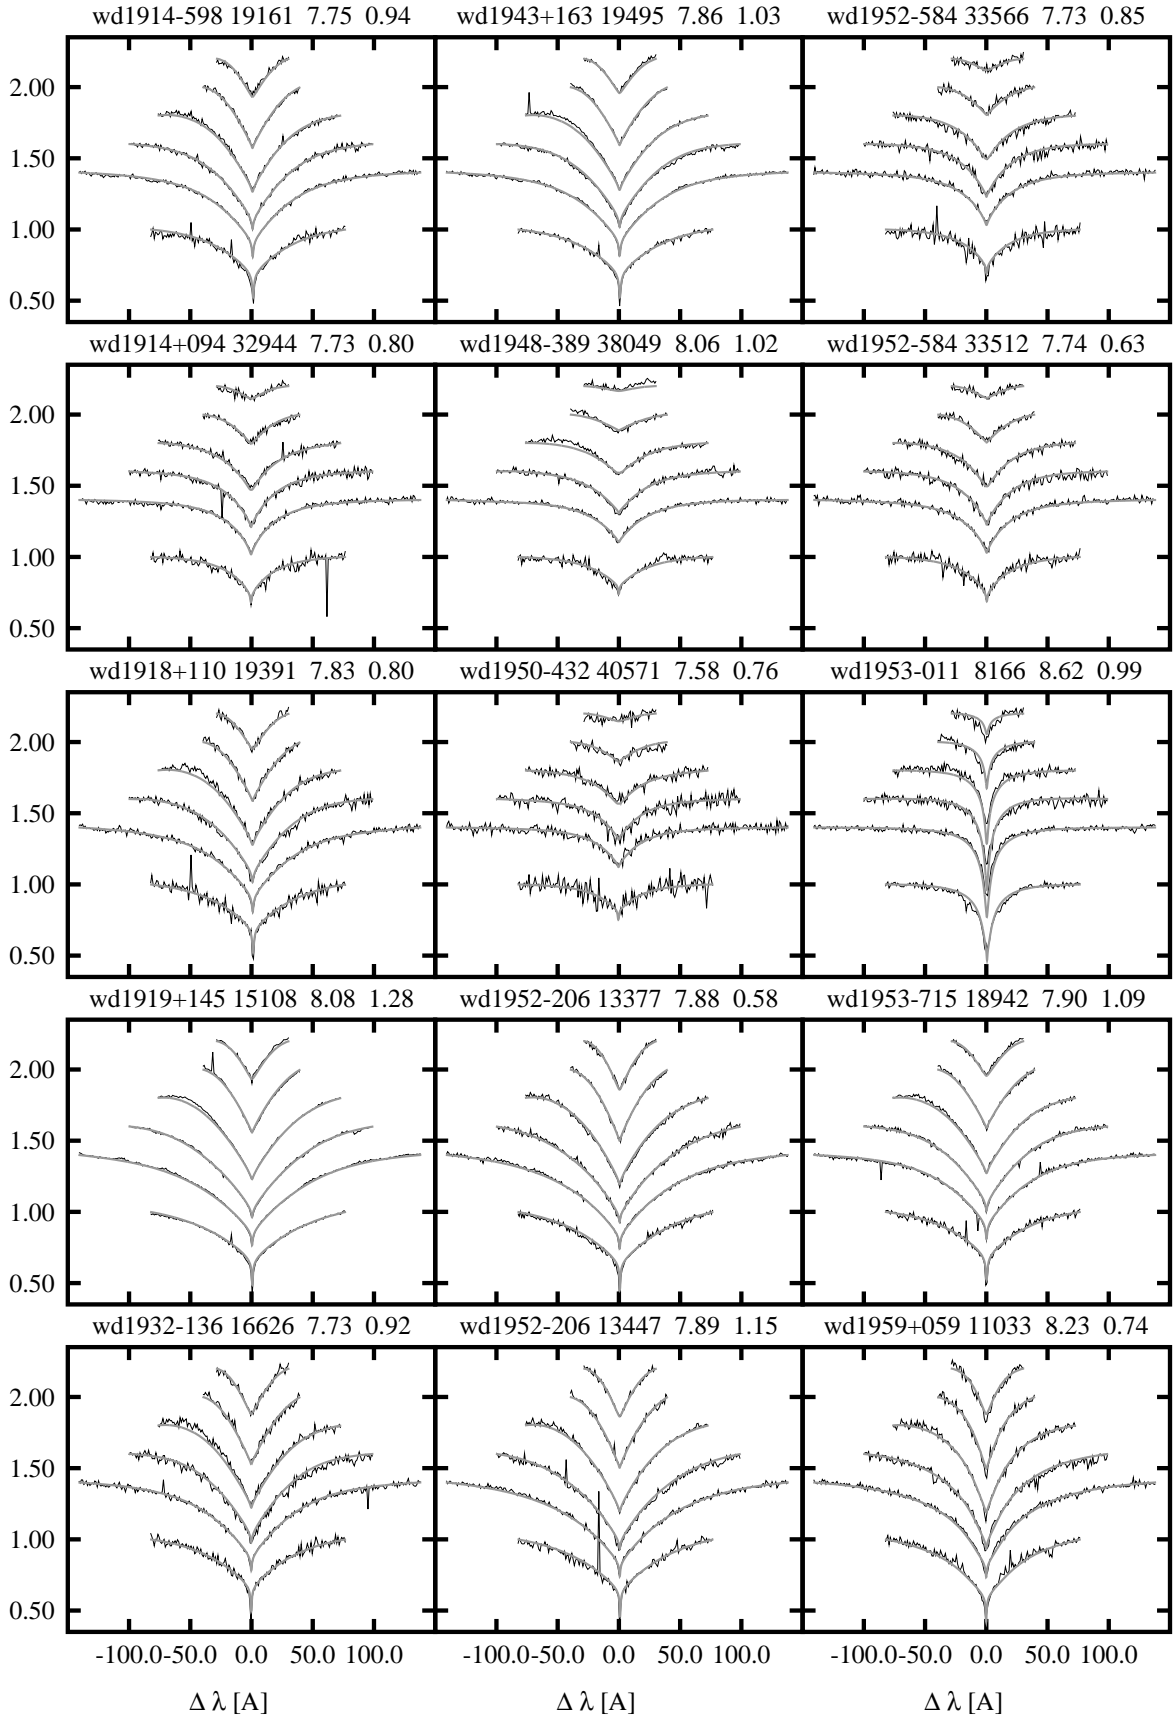 wd1914-598 19161 7.75 0.94
wd1943+163 19495 7.86 1.03
wd1952-584 33566 7.73 0.85
2.00
1.50
1.00
0.50
wd1914+094 32944 7.73 0.80
wd1948-389 38049 8.06 1.02
wd1952-584 33512 7.74 0.63
2.00
1.50
1.00
0.50
wd1918+110 19391 7.83 0.80
wd1950-432 40571 7.58 0.76
wd1953-011 8166 8.62 0.99
2.00
1.50
1.00
0.50
wd1919+145 15108 8.08 1.28
wd1952-206 13377 7.88 0.58
wd1953-715 18942 7.90 1.09
2.00
1.50
1.00
0.50
wd1932-136 16626 7.73 0.92
wd1952-206 13447 7.89 1.15
wd1959+059 11033 8.23 0.74
2.00
1.50
1.00
0.50
-100.0 -50.0 0.0 50.0 100.0
-100.0 -50.0 0.0 50.0 100.0
-100.0 -50.0 0.0 50.0 100.0
Δ λ [A]
Δ λ [A]
Δ λ [A]